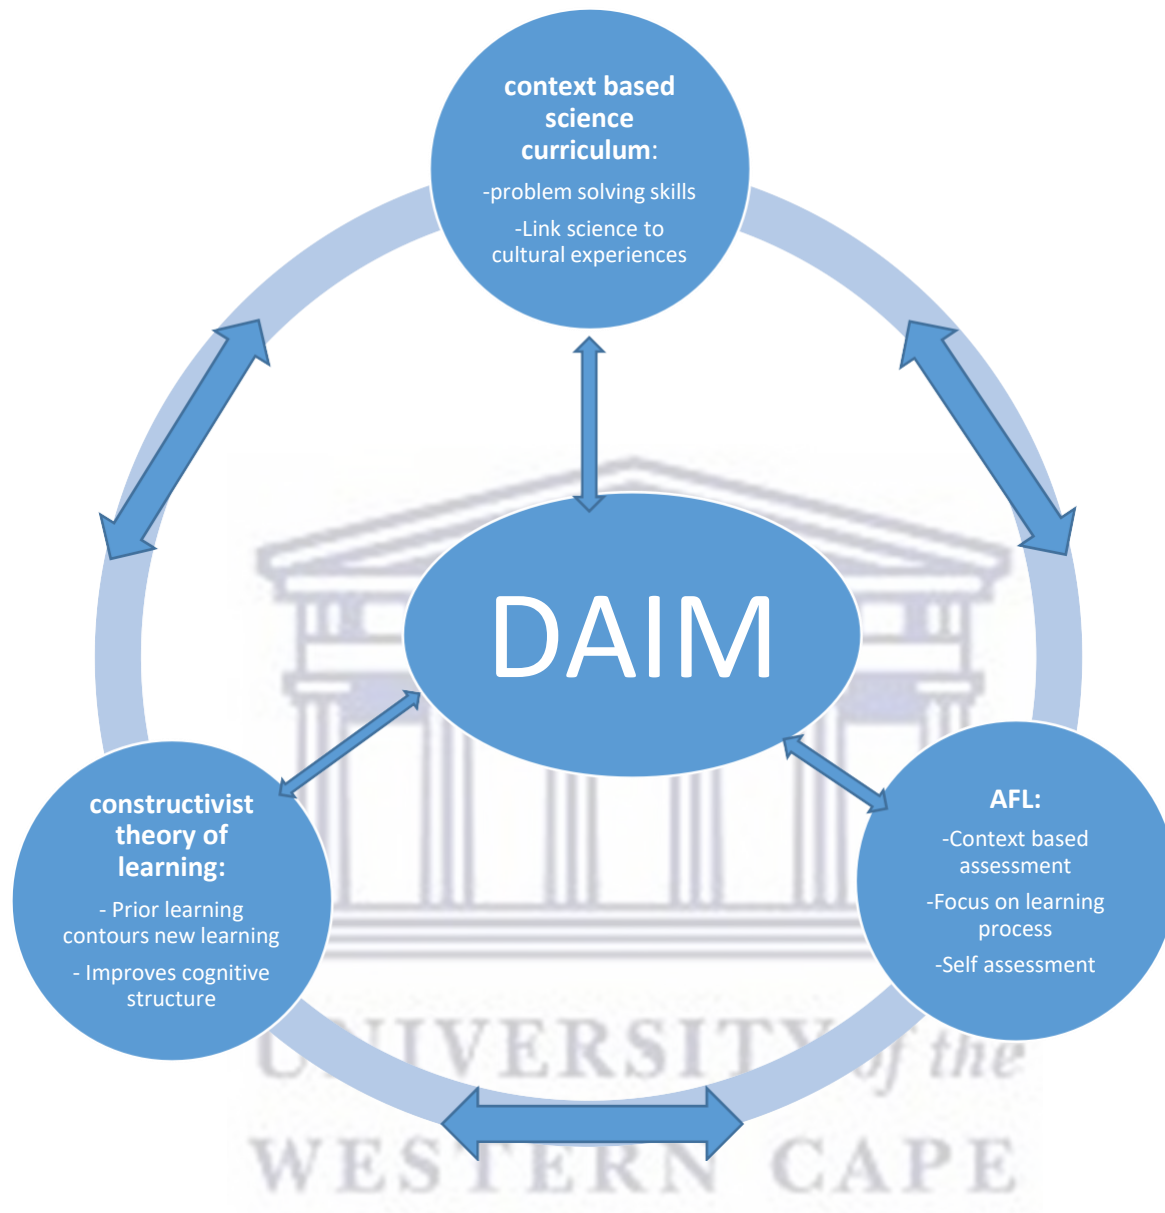 context based
science
curriculum:
-problem solving skills
-Link science to
cultural experiences
DAIM
constructivist
theory of
learning:
- Prior learning
contours new learning
- Improves cognitive
structure
AFL:
-Context based
assessment
-Focus on learning
process
-Self assessment
UNIVERSITY of the
WESTERN CAPE